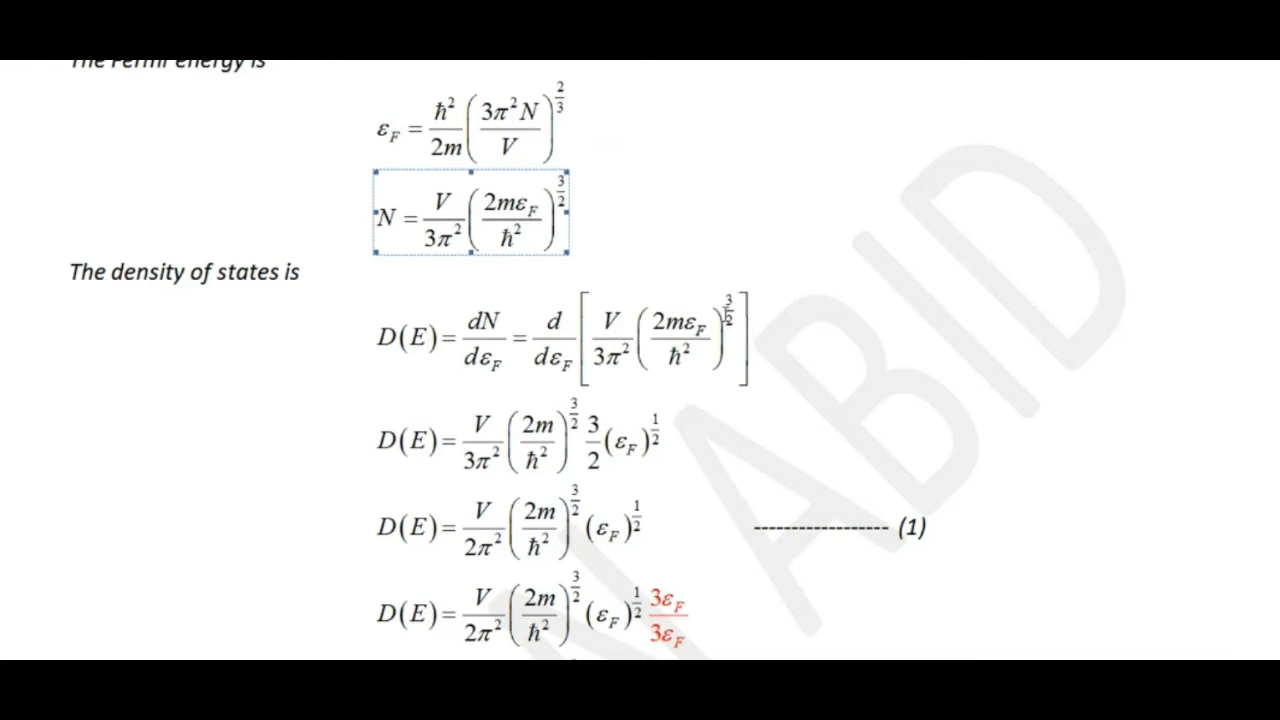 The Fermi energy is
ε_F = ħ²/2m (3π²N/V)^(2/3)
N = V/3π² (2mε_F/ħ²)^(3/2)
The density of states is
D(E) = dN/dε_F = d/dε_F [V/3π² (2mε_F/ħ²)^(3/2)]
D(E) = V/3π² (2m/ħ²)^(3/2) 3/2 (ε_F)^(1/2)
D(E) = V/2π² (2m/ħ²)^(3/2) (ε_F)^(1/2) ------------------ (1)
D(E) = V/2π² (2m/ħ²)^(3/2) (ε_F)^(1/2) 3ε_F/3ε_F
N ABID